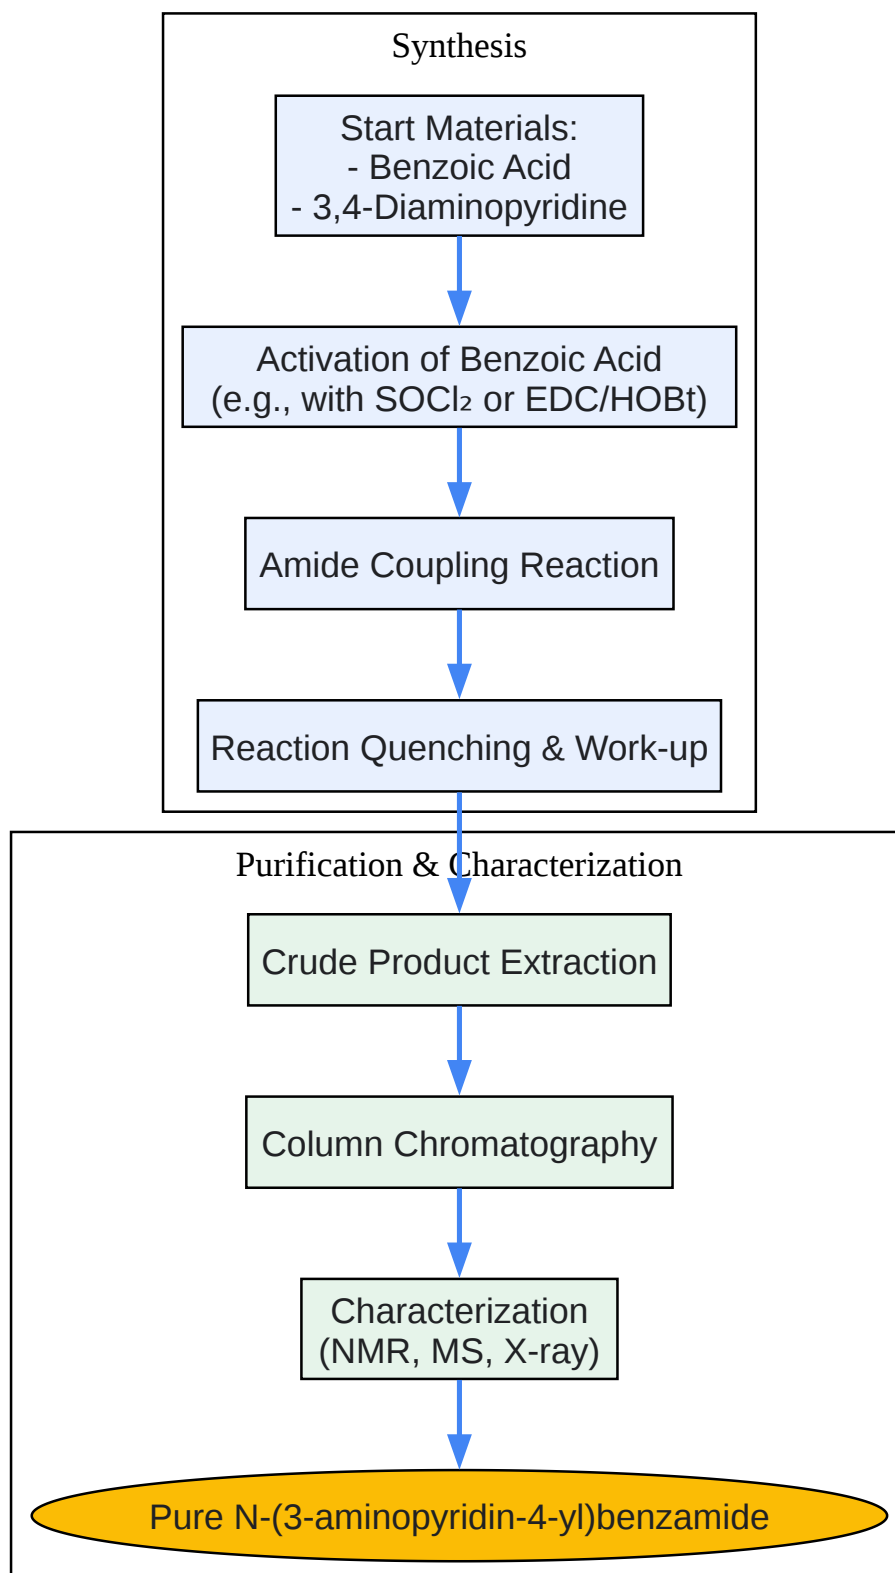 Synthesis
Start Materials:
- Benzoic Acid
- 3,4-Diaminopyridine
Activation of Benzoic Acid
(e.g., with SOCl₂ or EDC/HOBt)
Amide Coupling Reaction
Reaction Quenching & Work-up
Purification & Characterization
Crude Product Extraction
Column Chromatography
Characterization
(NMR, MS, X-ray)
Pure N-(3-aminopyridin-4-yl)benzamide